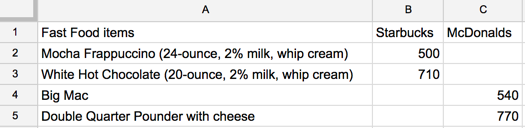 A B C
1 Fast Food items Starbucks McDonalds
2 Mocha Frappuccino (24-ounce, 2% milk, whip cream) 500
3 White Hot Chocolate (20-ounce, 2% milk, whip cream) 710
4 Big Mac 540
5 Double Quarter Pounder with cheese 770